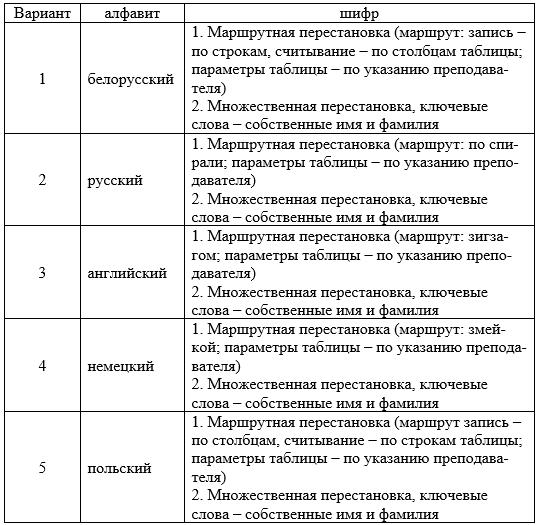 Вариант алфавит шифр
1. Маршрутная перестановка (маршрут: запись –
по строкам, считывание – по столбцам таблицы;
параметры таблицы – по указанию преподава-
1 белорусский
теля)
2. Множественная перестановка, ключевые
слова – собственные имя и фамилия
1. Маршрутная перестановка (маршрут: по спи-
рали; параметры таблицы – по указанию препо-
2 русский
давателя)
2. Множественная перестановка, ключевые
слова – собственные имя и фамилия
1. Маршрутная перестановка (маршрут: зигза-
гом; параметры таблицы – по указанию препо-
3 английский
давателя)
2. Множественная перестановка, ключевые
слова – собственные имя и фамилия
1. Маршрутная перестановка (маршрут: змей-
кой; параметры таблицы – по указанию препода-
4 немецкий
вателя)
2. Множественная перестановка, ключевые
слова – собственные имя и фамилия
1. Маршрутная перестановка (маршрут запись –
по столбцам, считывание – по строкам таблицы;
параметры таблицы – по указанию преподава-
5 польский
теля)
2. Множественная перестановка, ключевые
слова – собственные имя и фамилия